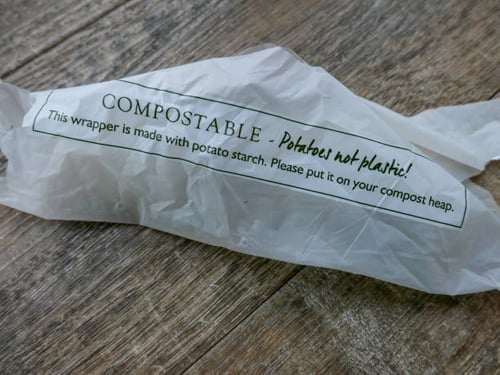 COMPOSTABLE - Potatoes not plastic!
This wrapper is made with potato starch. Please put it on your compost heap.